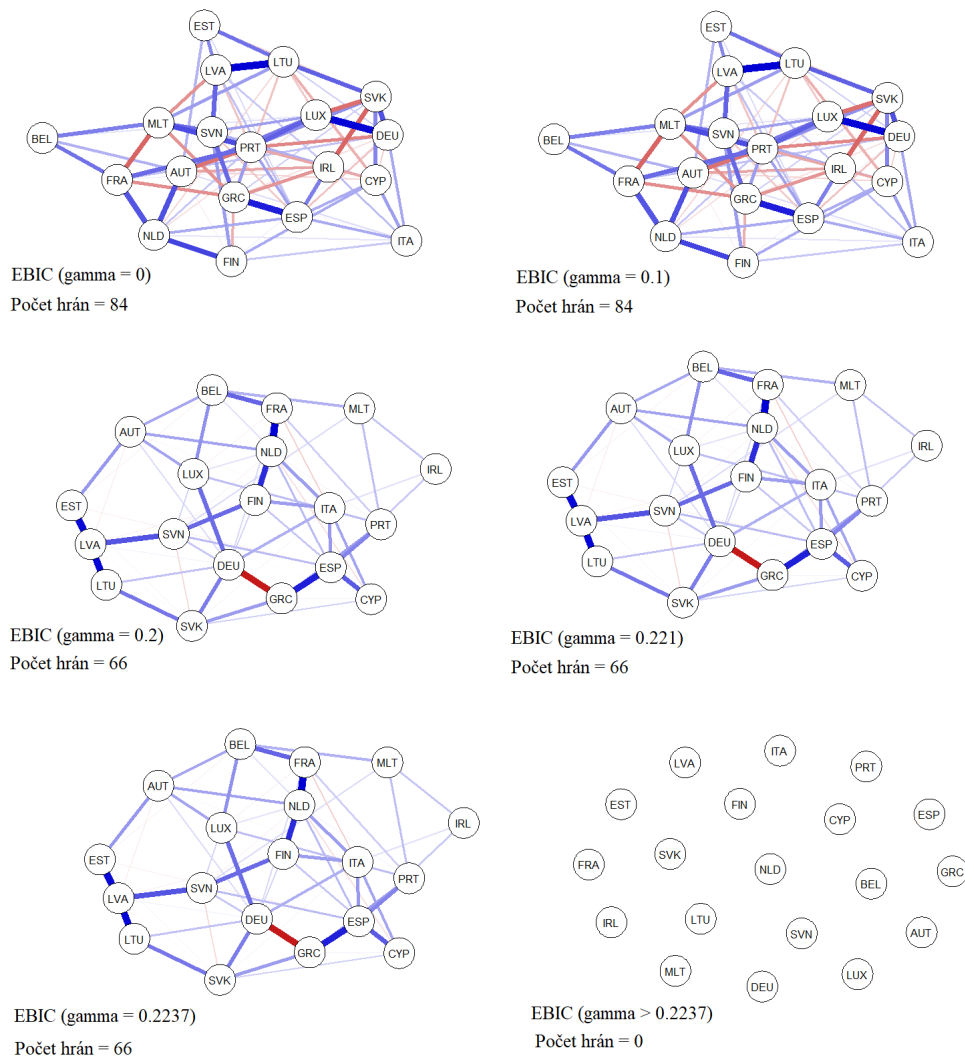 EST
LVA
LTU
SVK
MLT
SVN
LUX
DEU
BEL
PRT
FRA
AUT
IRL
CYP
GRC
ESP
NLD
ITA
FIN
EBIC (gamma = 0)
Počet hrán = 84
EST
LVA
LTU
SVK
MLT
SVN
LUX
DEU
BEL
PRT
FRA
AUT
IRL
CYP
GRC
ESP
NLD
ITA
FIN
EBIC (gamma = 0.1)
Počet hrán = 84
BEL
FRA
MLT
AUT
NLD
LUX
IRL
EST
FIN
ITA
SVN
PRT
LVA
DEU
ESP
LTU
GRC
CYP
SVK
EBIC (gamma = 0.2)
Počet hrán = 66
BEL
FRA
MLT
AUT
NLD
LUX
IRL
EST
FIN
ITA
SVN
PRT
LVA
DEU
ESP
LTU
GRC
CYP
SVK
EBIC (gamma = 0.221)
Počet hrán = 66
BEL
FRA
MLT
AUT
NLD
LUX
IRL
EST
FIN
ITA
SVN
PRT
LVA
DEU
ESP
LTU
GRC
CYP
SVK
EBIC (gamma = 0.2237)
Počet hrán = 66
ITA
LVA
PRT
EST
FIN
CYP
ESP
FRA
SVK
NLD
BEL
GRC
IRL
LTU
SVN
AUT
MLT
DEU
LUX
EBIC (gamma > 0.2237)
Počet hrán = 0